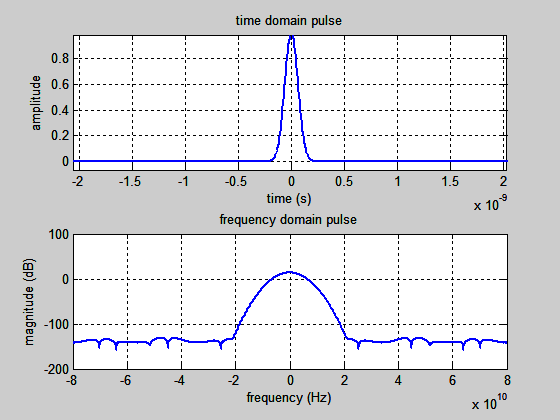 time domain pulse
amplitude
0.8
0.6
0.4
0.2
0
-2 -1.5 -1 -0.5 0 0.5 1 1.5 2
time (s)
x 10^-9
frequency domain pulse
magnitude (dB)
100
0
-100
-200
-8 -6 -4 -2 0 2 4 6 8
frequency (Hz)
x 10^10